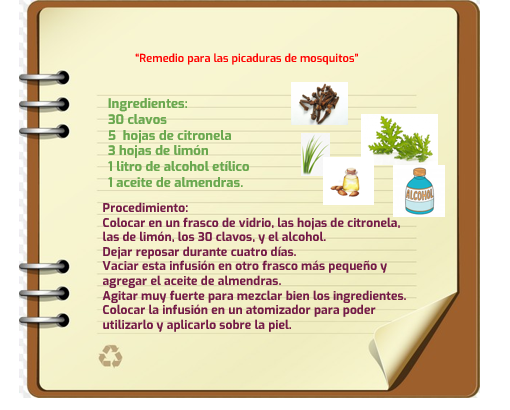 “Remedio para las picaduras de mosquitos”
Ingredientes:
30 clavos
5 hojas de citronela
3 hojas de limón
1 litro de alcohol etílico
1 aceite de almendras.
ALCOHOL
Procedimiento:
Colocar en un frasco de vidrio, las hojas de citronela,
las de limón, los 30 clavos, y el alcohol.
Dejar reposar durante cuatro días.
Vaciar esta infusión en otro frasco más pequeño y
agregar el aceite de almendras.
Agitar muy fuerte para mezclar bien los ingredientes.
Colocar la infusión en un atomizador para poder
utilizarlo y aplicarlo sobre la piel.